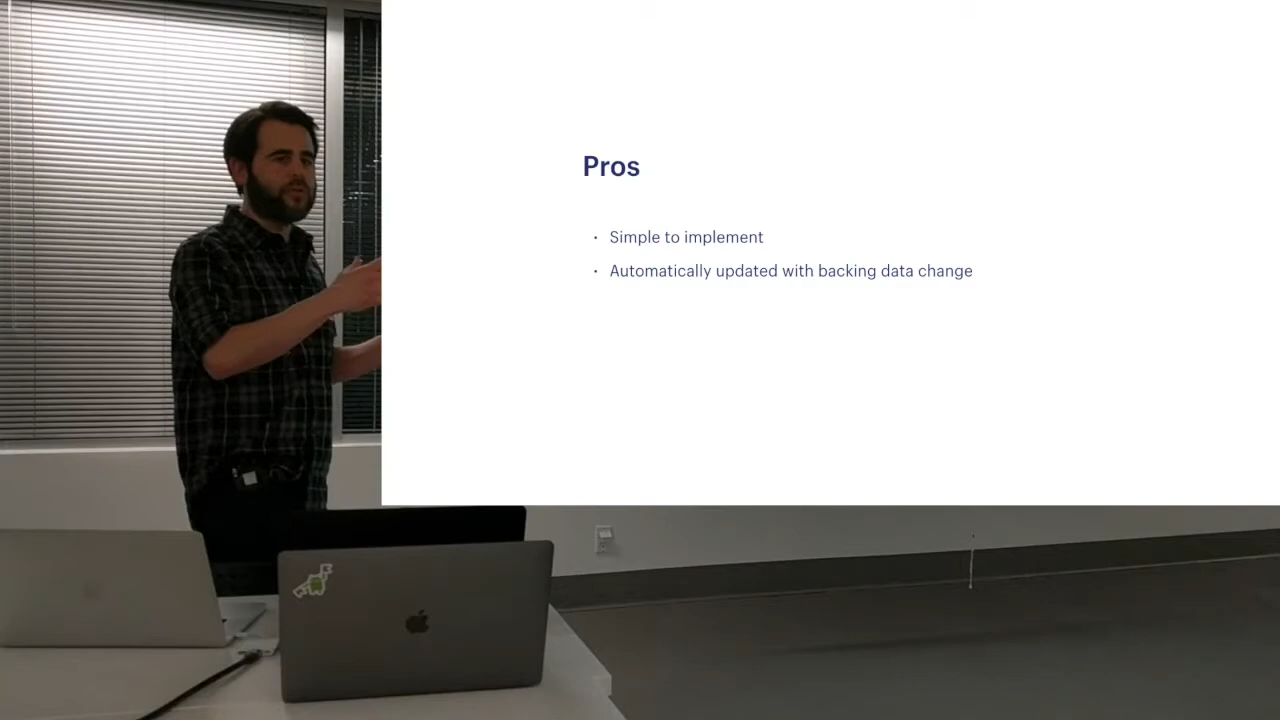 Pros
• Simple to implement
• Automatically updated with backing data change